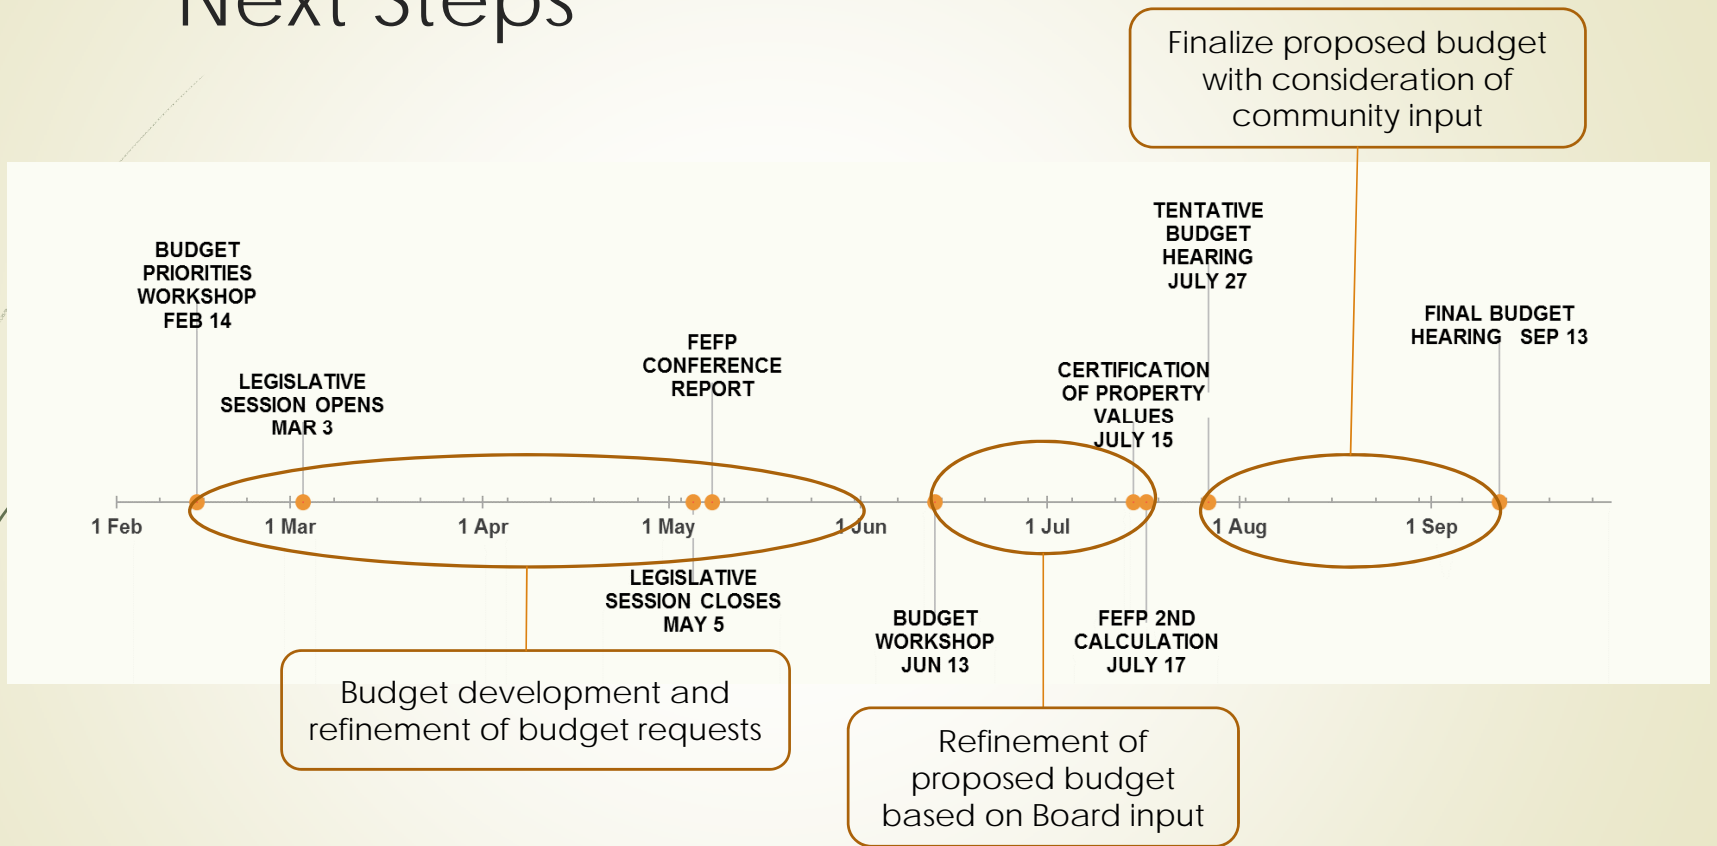 Next Steps
Finalize proposed budget
with consideration of
community input
TENTATIVE
BUDGET
HEARING
JULY 27
BUDGET
PRIORITIES
WORKSHOP
FEB 14
FINAL BUDGET
HEARING SEP 13
FEFP
CONFERENCE
REPORT
CERTIFICATION
OF PROPERTY
VALUES
JULY 15
LEGISLATIVE
SESSION OPENS
MAR 3
1 Feb
1 Mar
1 Apr
1 May
1 Jun
1 Jul
1 Aug
1 Sep
LEGISLATIVE
SESSION CLOSES
MAY 5
BUDGET
WORKSHOP
JUN 13
FEFP 2ND
CALCULATION
JULY 17
Budget development and
refinement of budget requests
Refinement of
proposed budget
based on Board input